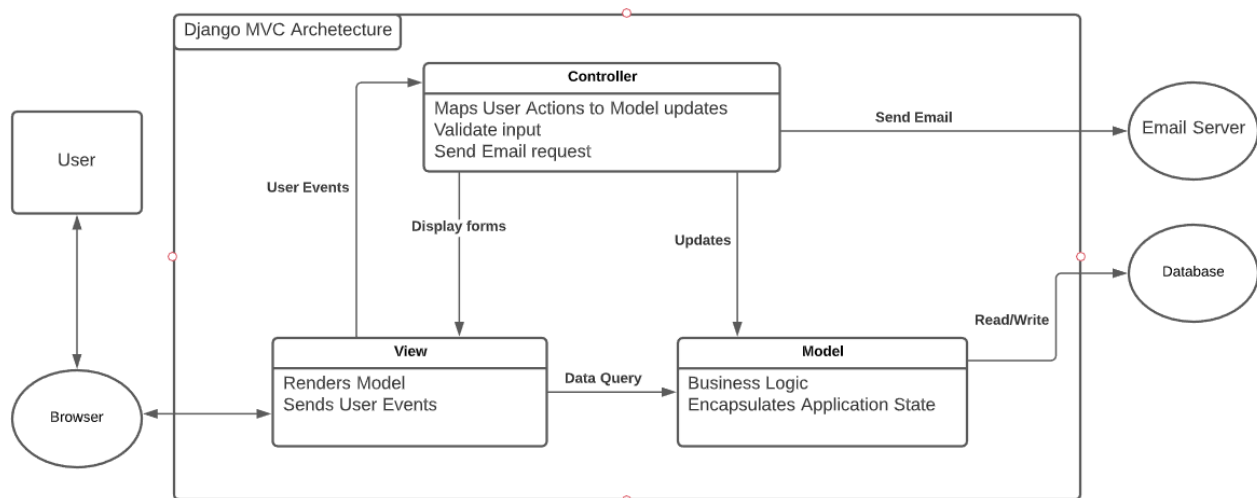 Django MVC Archetecture
Controller
Maps User Actions to Model updates
Validate input
Send Email request
Send Email
Email Server
User
User Events
Display forms
Updates
Database
Read/Write
View
Renders Model
Sends User Events
Data Query
Model
Business Logic
Encapsulates Application State
Browser